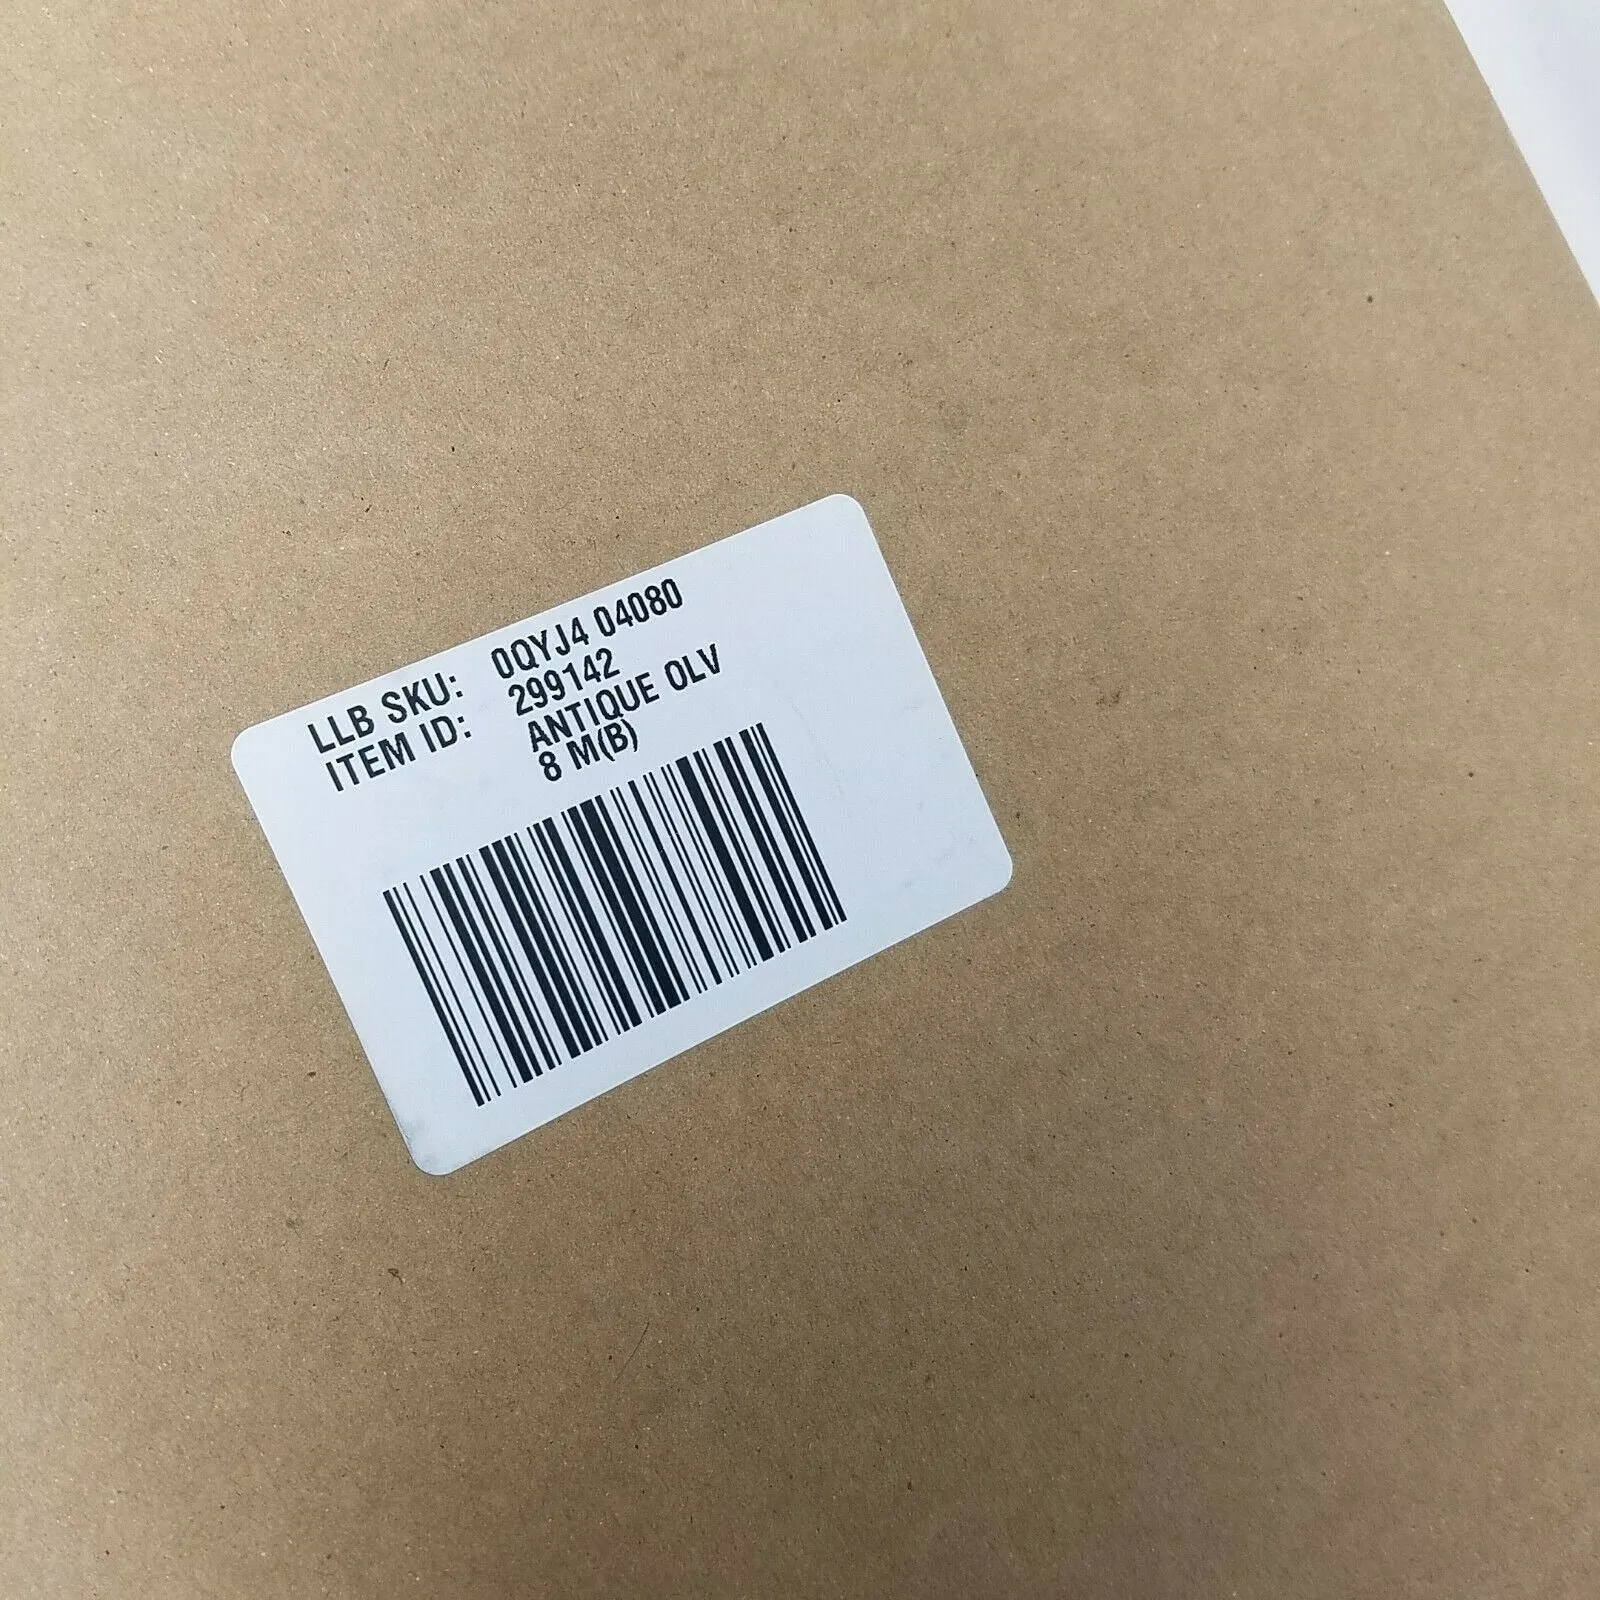 LLB SKU: 0QYJ4 04080
ITEM ID: 299142
ANTIQUE OLV
8 M(B)